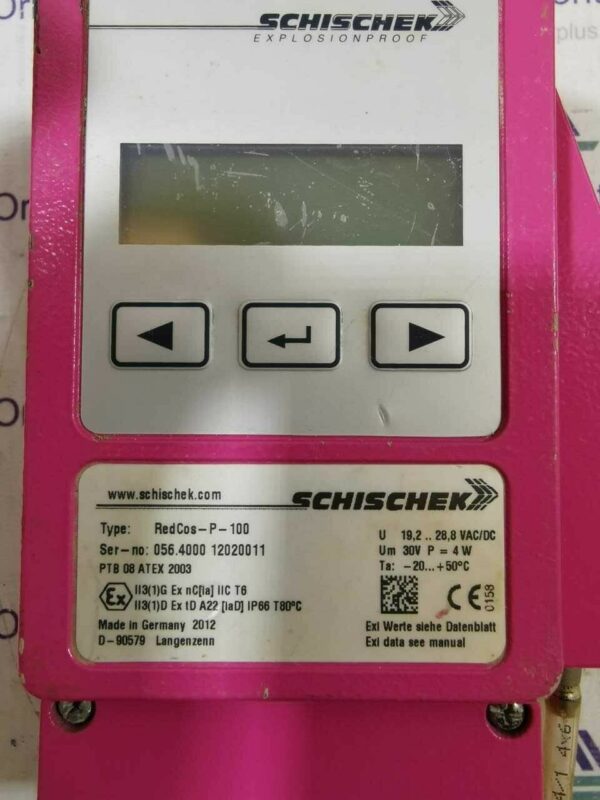 SCHISCHEK
EXPLOSIONPROOF
plus
www.schischek.com
SCHISCHEK
Type: RedCos-P-100
Ser-no: 056.4000 12020011
PTB 08 ATEX 2003
Ex
II3(1)G Ex nC[ia] IIC T6
II3(1)D Ex tD A22 [iaD] IP66 T80°C
Made in Germany 2012
D-90579 Langenzenn
U 19,2 .. 28,8 VAC/DC
Um 30V P = 4W
Ta: -20...+50°C
CE 0158
Exi Werte siehe Datenblatt
Exi data see manual